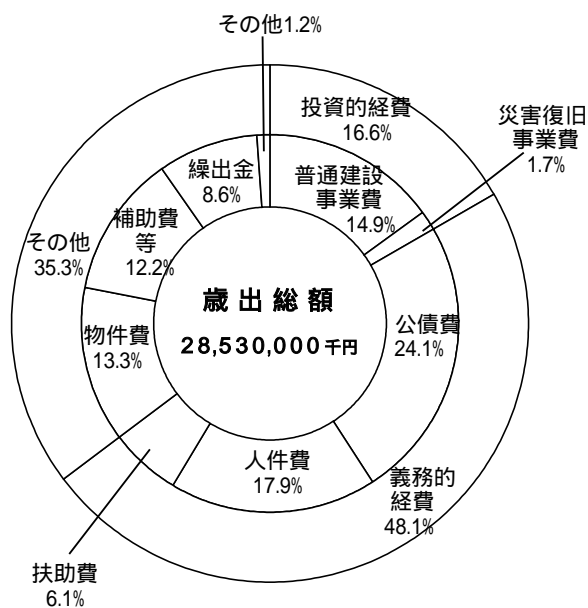 その他1.2%
投資的経費
16.6%
災害復旧
事業費
1.7%
繰出金
8.6%
普通建設
事業費
14.9%
補助費
等
12.2%
その他
35.3%
歳出総額
28,530,000千円
公債費
24.1%
物件費
13.3%
人件費
17.9%
義務的
経費
48.1%
扶助費
6.1%